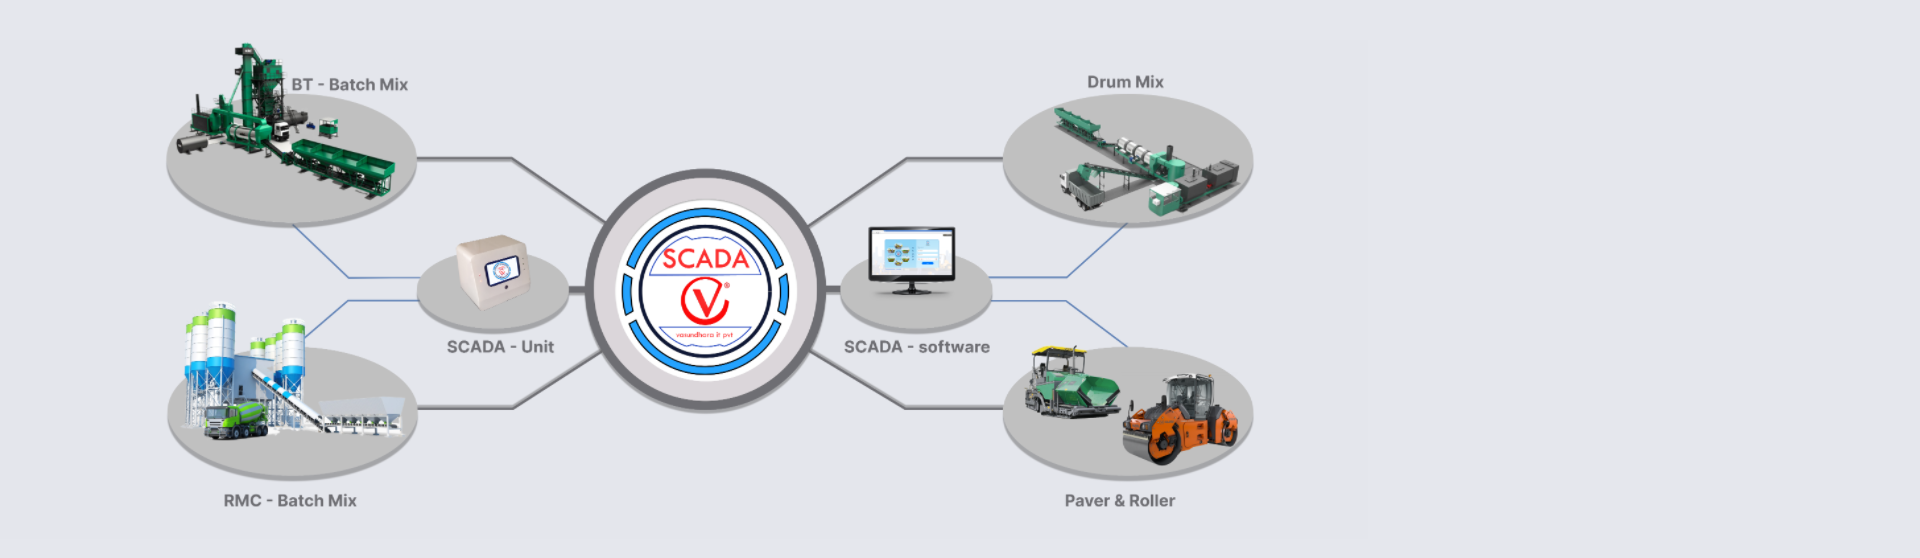 BT - Batch Mix
Drum Mix
SCADA
V®
vasundhara it pvt
SCADA - Unit
SCADA - software
RMC - Batch Mix
Paver & Roller